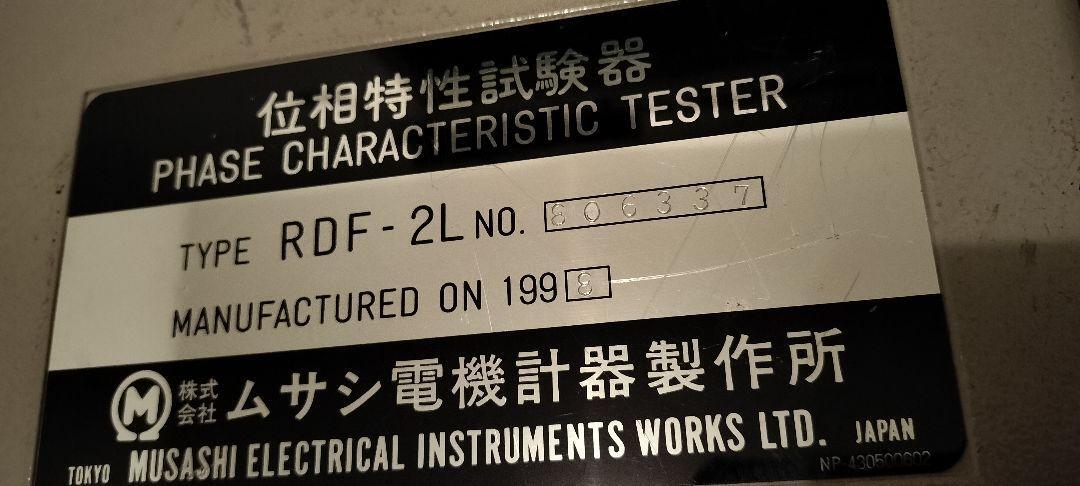 位相特性試験器
PHASE CHARACTERISTIC TESTER
TYPE RDF-2L NO. 806337
MANUFACTURED ON 1998
M 株式会社 ムサシ電機計器製作所
TOKYO MUSASHI ELECTRICAL INSTRUMENTS WORKS LTD. JAPAN
NP-430500602